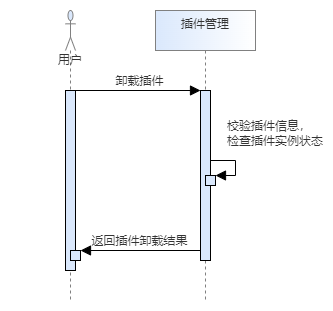 插件管理
用户
卸载插件
校验插件信息，
检查插件实例状态
返回插件卸载结果